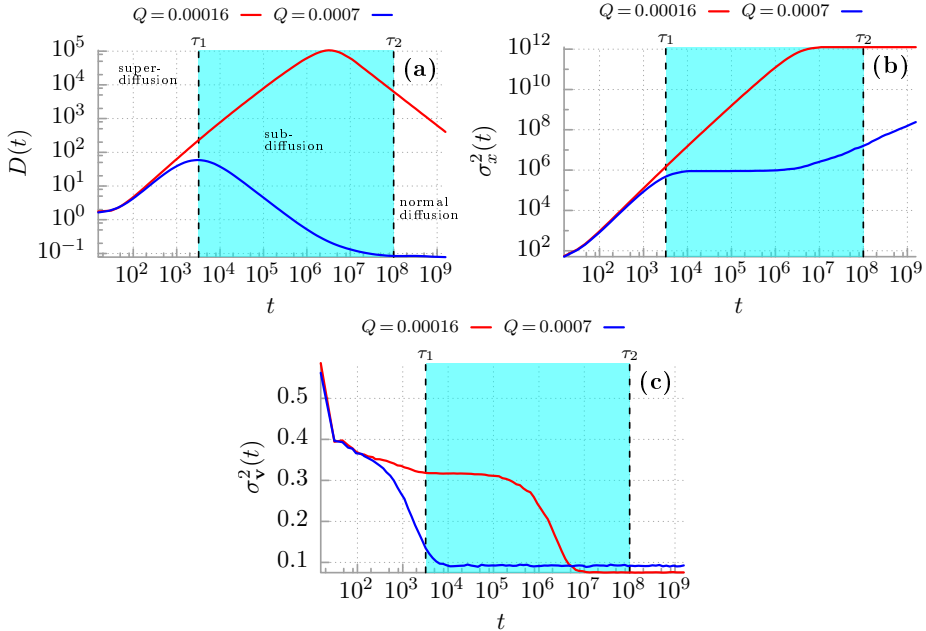 Q = 0.00016 Q = 0.0007
τ1 τ2
(a)
super-
diffusion
sub-
diffusion
normal
diffusion
D(t)
10^5
10^4
10^3
10^2
10^1
10^0
10^−1
10^2 10^3 10^4 10^5 10^6 10^7 10^8 10^9
t
Q = 0.00016 Q = 0.0007
τ1 τ2
(b)
σ_x^2(t)
10^12
10^10
10^8
10^6
10^4
10^2
10^2 10^3 10^4 10^5 10^6 10^7 10^8 10^9
t
Q = 0.00016 Q = 0.0007
τ1 τ2
(c)
σ_v^2(t)
0.5
0.4
0.3
0.2
0.1
10^2 10^3 10^4 10^5 10^6 10^7 10^8 10^9
t